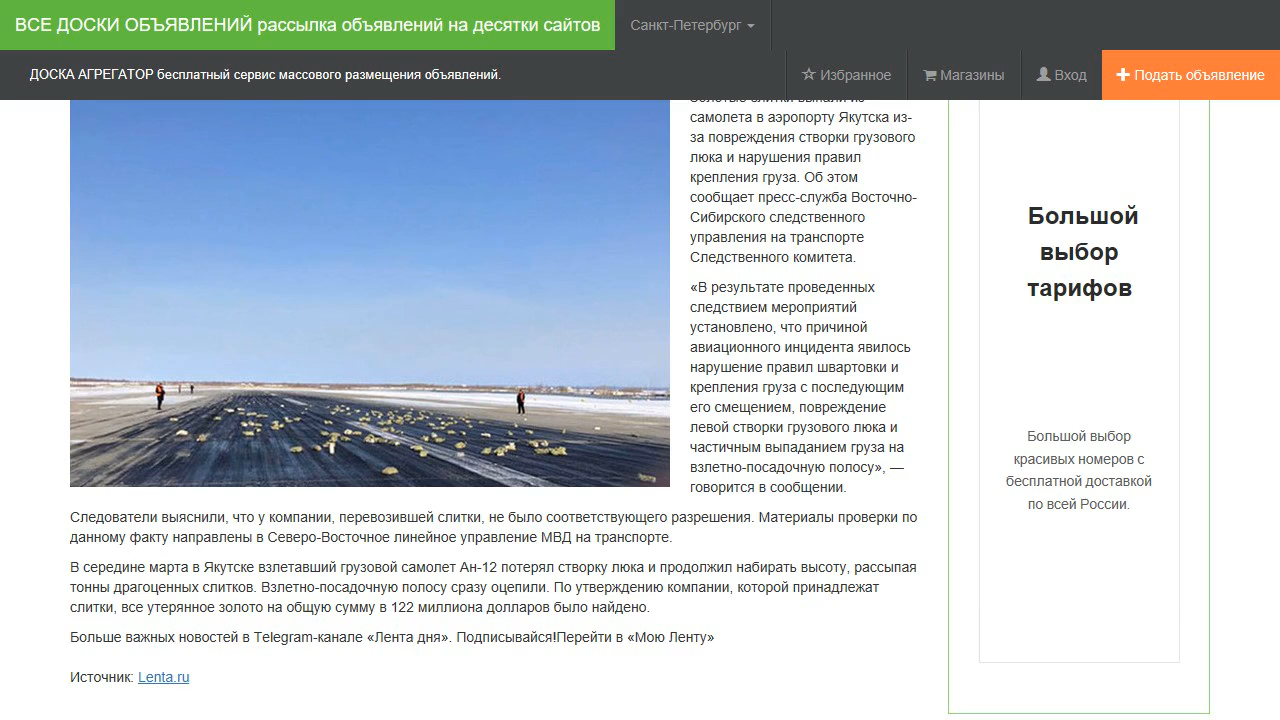 ВСЕ ДОСКИ ОБЪЯВЛЕНИЙ рассылка объявлений на десятки сайтов
Санкт-Петербург
ДОСКА АГРЕГАТОР бесплатный сервис массового размещения объявлений.
Избранное
Магазины
Вход
Подать объявление
Золотые слитки выпали из
самолета в аэропорту Якутска из-
за повреждения створки грузового
люка и нарушения правил
крепления груза. Об этом
сообщает пресс-служба Восточно-
Сибирского следственного
управления на транспорте
Следственного комитета.
«В результате проведенных
следствием мероприятий
установлено, что причиной
авиационного инцидента явилось
нарушение правил швартовки и
крепления груза с последующим
его смещением, повреждение
левой створки грузового люка и
частичным выпаданием груза на
взлетно-посадочную полосу», —
говорится в сообщении.
Следователи выяснили, что у компании, перевозившей слитки, не было соответствующего разрешения. Материалы проверки по
данному факту направлены в Северо-Восточное линейное управление МВД на транспорте.
В середине марта в Якутске взлетавший грузовой самолет Ан-12 потерял створку люка и продолжил набирать высоту, рассыпая
тонны драгоценных слитков. Взлетно-посадочную полосу сразу оцепили. По утверждению компании, которой принадлежат
слитки, все утерянное золото на общую сумму в 122 миллиона долларов было найдено.
Больше важных новостей в Telegram-канале «Лента дня». Подписывайся!Перейти в «Мою Ленту»
Источник: Lenta.ru
Большой
выбор
тарифов
Большой выбор
красивых номеров с
бесплатной доставкой
по всей России.